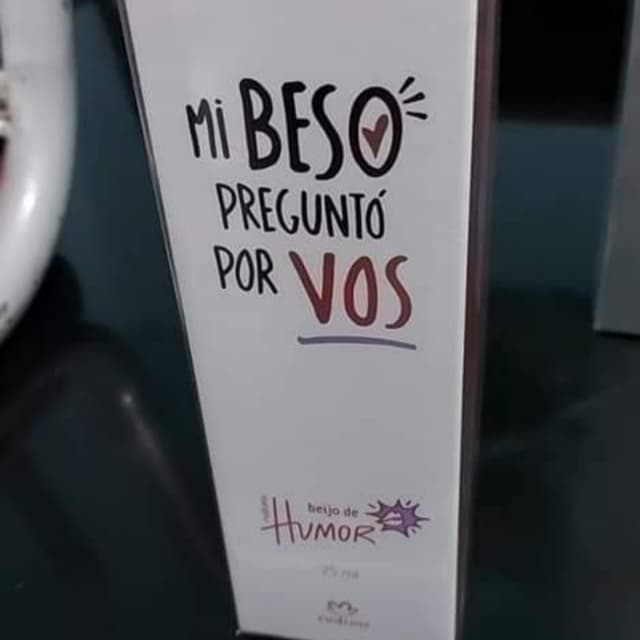 Mi BESO
PREGUNTÓ
POR VOS
beijo de
HUMOR